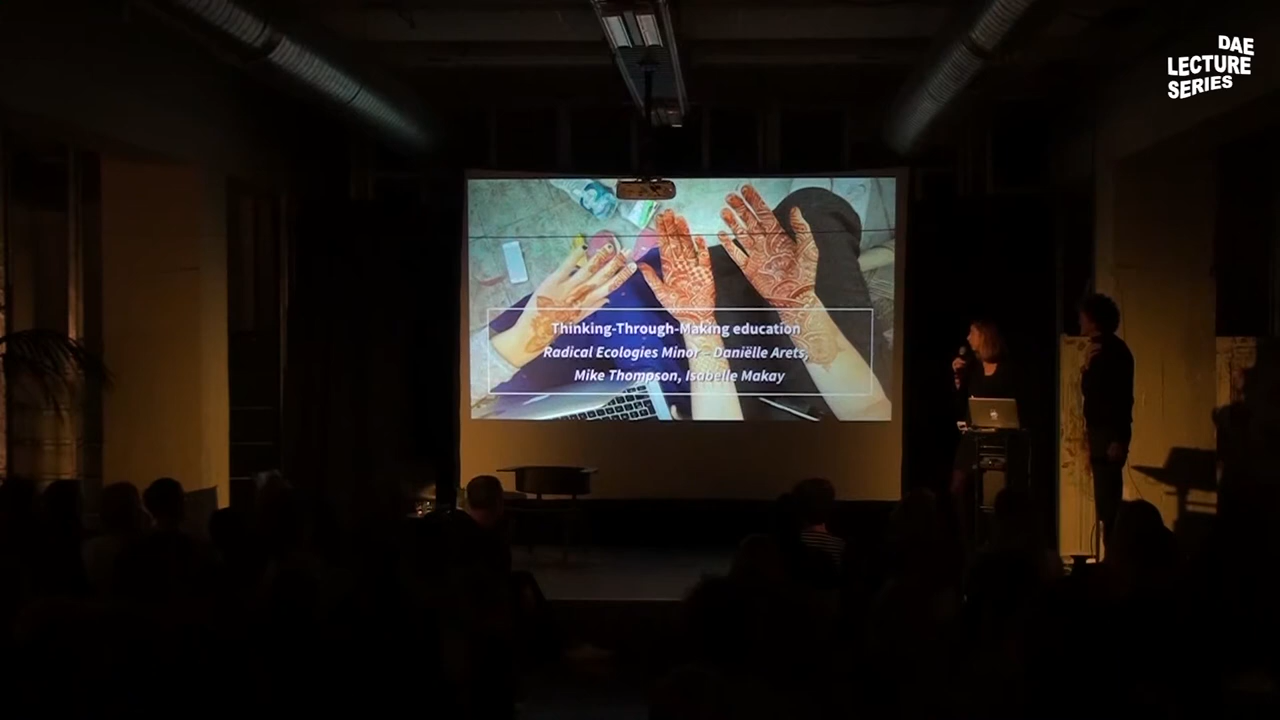 DAE
LECTURE
SERIES
Thinking-Through-Making education
Radical Ecologies Minor – Daniëlle Arets,
Mike Thompson, Isabelle Makay